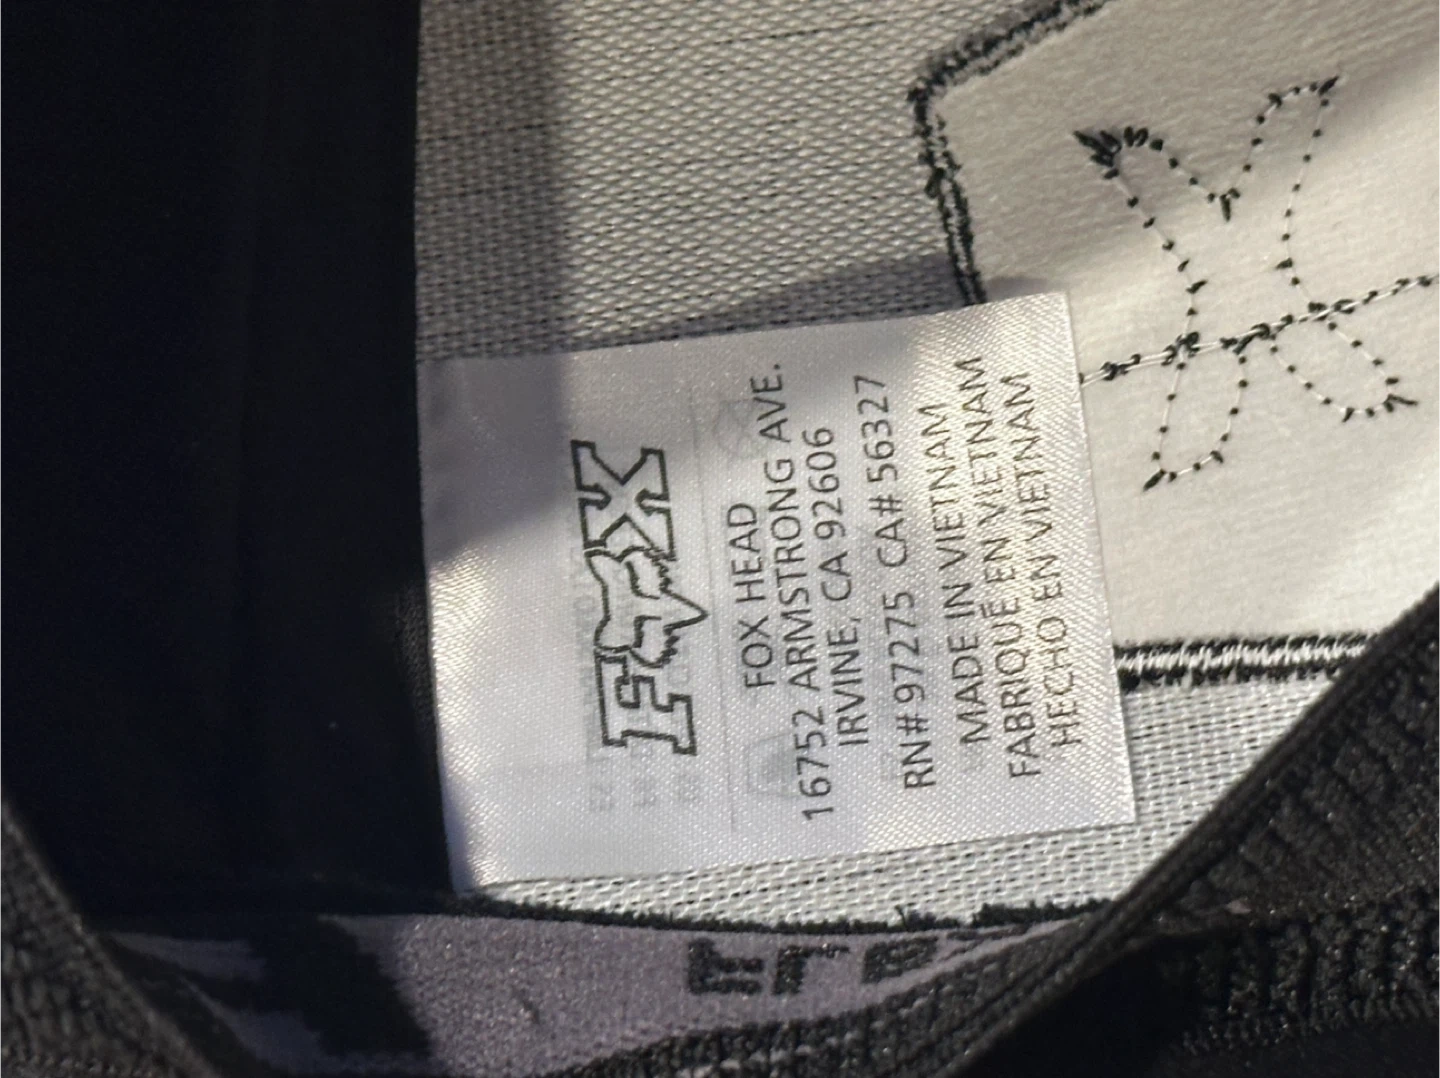 FOX
FOX HEAD
16752 ARMSTRONG AVE.
IRVINE, CA 92606
RN# 97275 CA# 56327
MADE IN VIETNAM
FABRIQUÉ EN VIETNAM
HECHO EN VIETNAM